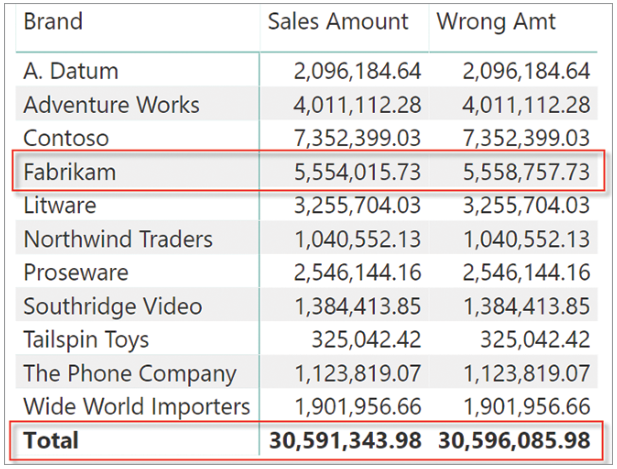 Brand Sales Amount Wrong Amt
A. Datum 2,096,184.64 2,096,184.64
Adventure Works 4,011,112.28 4,011,112.28
Contoso 7,352,399.03 7,352,399.03
Fabrikam 5,554,015.73 5,558,757.73
Litware 3,255,704.03 3,255,704.03
Northwind Traders 1,040,552.13 1,040,552.13
Proseware 2,546,144.16 2,546,144.16
Southridge Video 1,384,413.85 1,384,413.85
Tailspin Toys 325,042.42 325,042.42
The Phone Company 1,123,819.07 1,123,819.07
Wide World Importers 1,901,956.66 1,901,956.66
Total 30,591,343.98 30,596,085.98